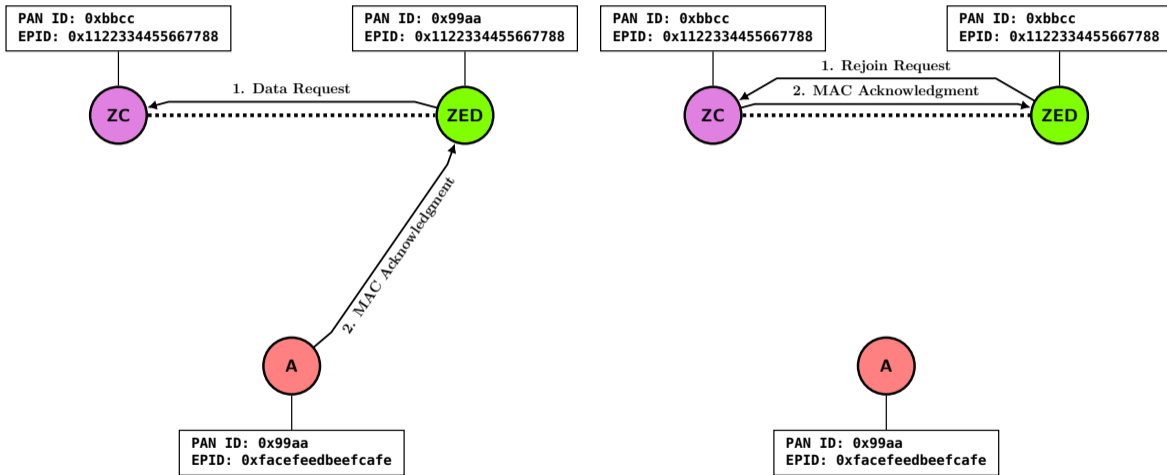 PAN ID: 0xbbcc
EPID: 0x1122334455667788
PAN ID: 0x99aa
EPID: 0x1122334455667788
1. Data Request
ZC
ZED
2. MAC Acknowledgment
A
PAN ID: 0x99aa
EPID: 0xfacefeedbeefcafe
PAN ID: 0xbbcc
EPID: 0x1122334455667788
PAN ID: 0xbbcc
EPID: 0x1122334455667788
1. Rejoin Request
2. MAC Acknowledgment
ZC
ZED
A
PAN ID: 0x99aa
EPID: 0xfacefeedbeefcafe